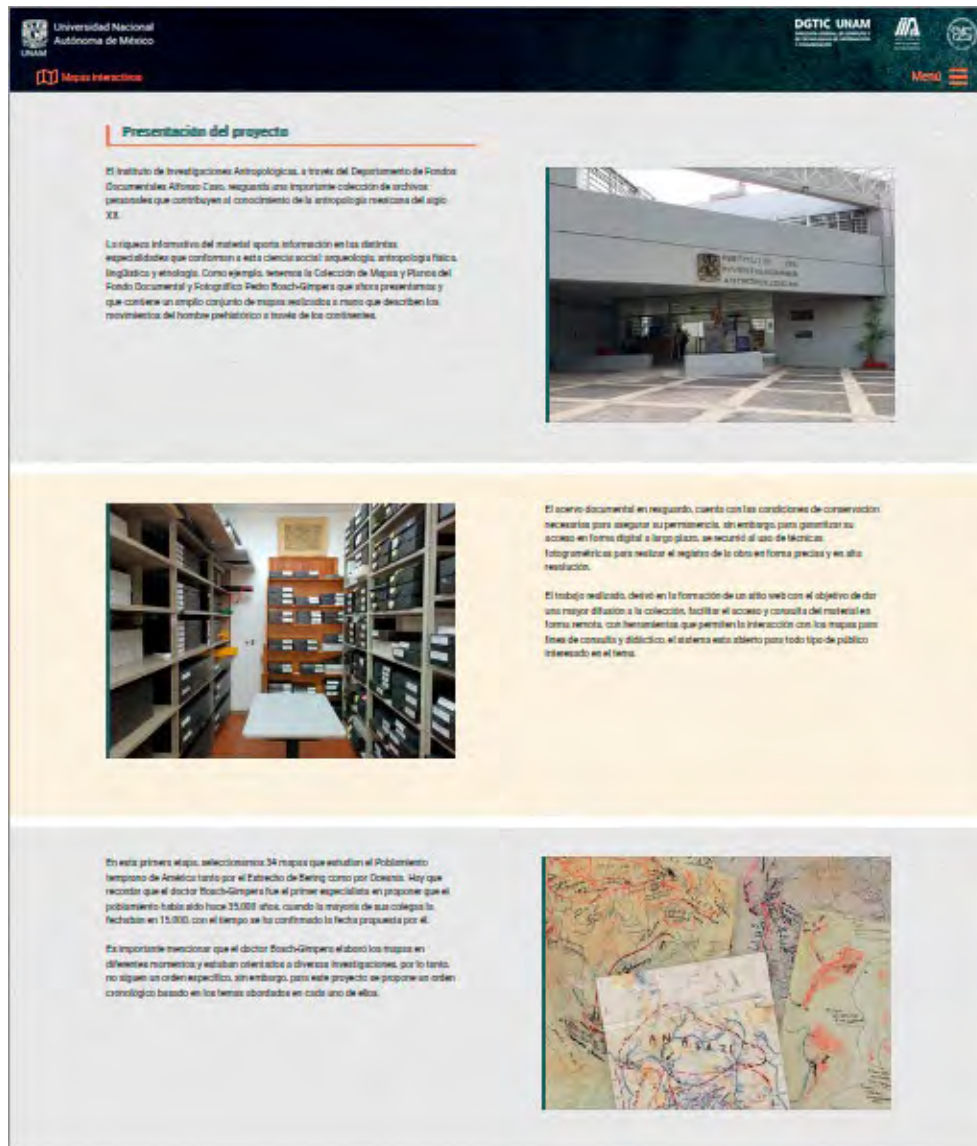 Universidad Nacional
Autónoma de México
UNAM
DGTIC UNAM
Mapas Interactivos
Menú
Presentación del proyecto
El Instituto de Investigaciones Antropológicas, a través del Departamento de Fondos
Documentales Alfonso Caso, resguarda una importante colección de archivos
personales que contribuyen al conocimiento de la antropología mexicana del siglo
XX.
La riqueza informativa del material aporta información en las distintas
especialidades que conforman a esta ciencia social: arqueología, antropología física,
lingüística y etnología. Como ejemplo, tenemos la Colección de Mapas y Planos del
Fondo Documental y Fotográfico Pedro Bosch-Gimpera que ahora presentamos y
que contiene un amplio conjunto de mapas realizados a mano que describen los
movimientos del hombre prehistórico a través de los continentes.
INSTITUTO DE
INVESTIGACIONES
ANTROPOLOGICAS
El acervo documental en resguardo, cuenta con las condiciones de conservación
necesarias para asegurar su permanencia, sin embargo, para garantizar su
acceso en forma digital a largo plazo, se recurrió al uso de técnicas
fotogramétricas para realizar el registro de la obra en forma precisa y en alta
resolución.
El trabajo realizado, derivó en la formación de un sitio web con el objetivo de dar
una mayor difusión a la colección, facilitar el acceso y consulta del material en
forma remota, con herramientas que permiten la interacción con los mapas para
fines de consulta y didáctico, el sistema esta abierto para todo tipo de público
interesado en el tema.
En esta primera etapa, seleccionamos 34 mapas que estudian el Poblamiento
temprano de América tanto por el Estrecho de Bering como por Oceanía. Hay que
recordar que el doctor Bosch-Gimpera fue el primer especialista en proponer que el
poblamiento había sido hace 35,000 años, cuando la mayoría de sus colegas lo
fechaban en 15,000, con el tiempo se ha confirmado la fecha propuesta por él.
Es importante mencionar que el doctor Bosch-Gimpera elaboró los mapas en
diferentes momentos y estaban orientados a diversas investigaciones, por lo tanto,
no siguen un orden específico, sin embargo, para este proyecto se propone un orden
cronológico basado en los temas abordados en cada uno de ellos.
ANASAZI